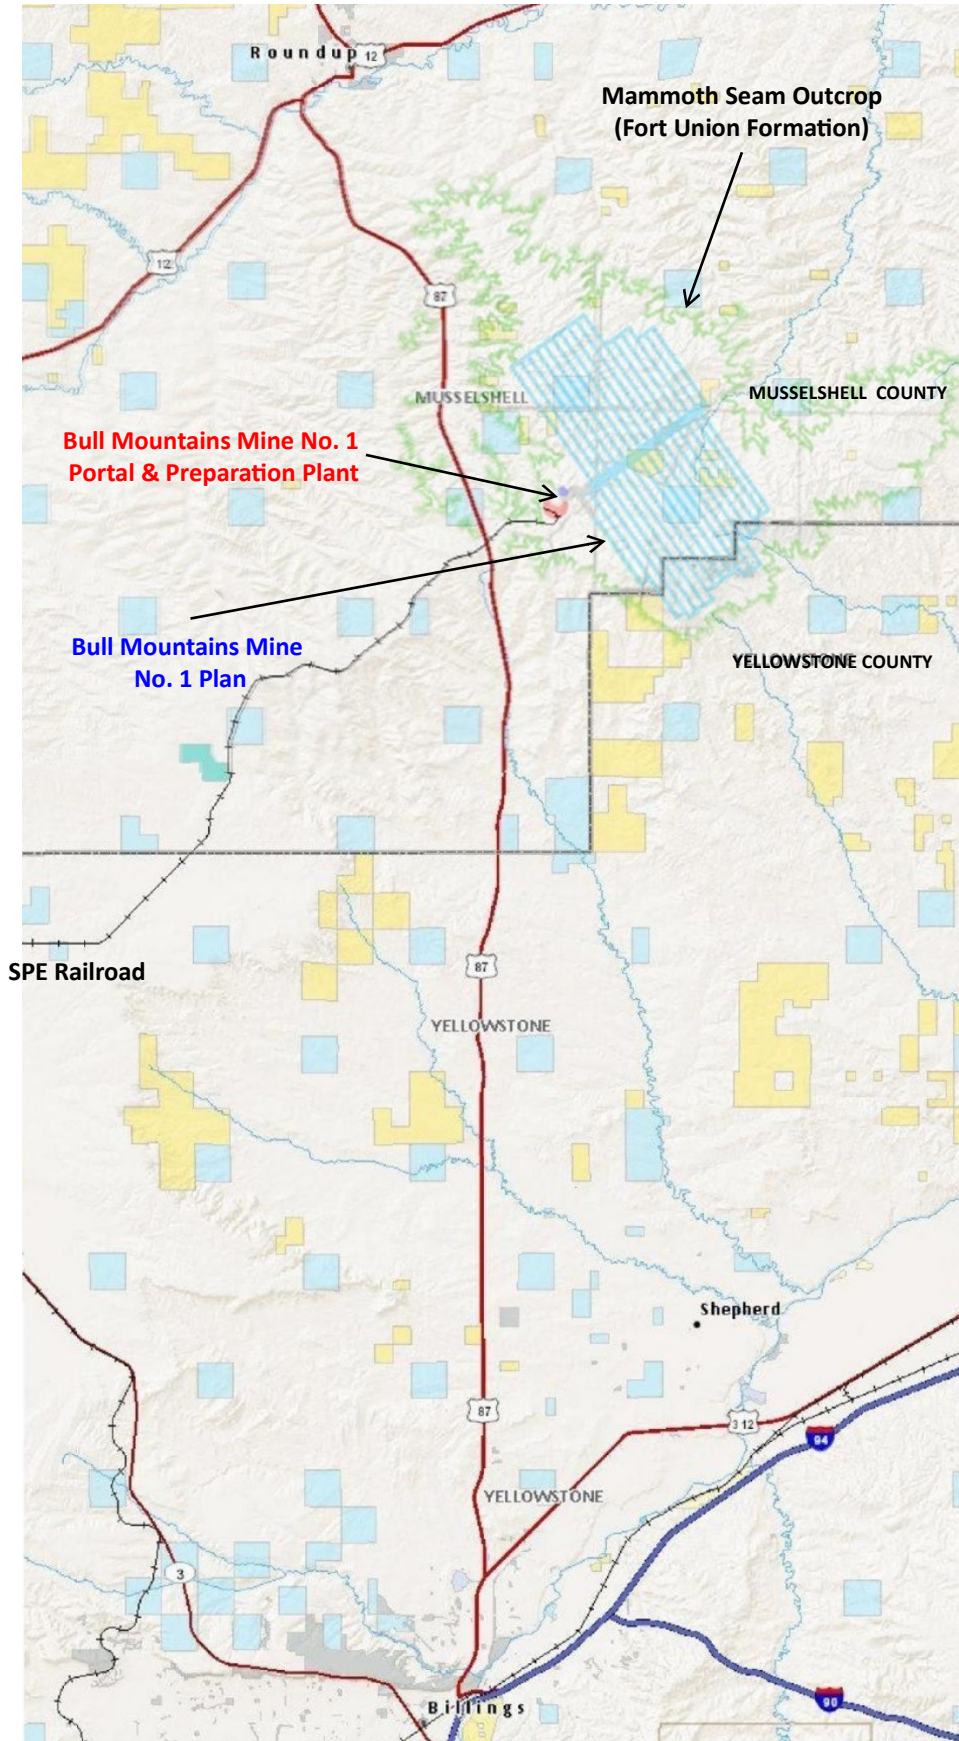 Roundup
12
Mammoth Seam Outcrop
(Fort Union Formation)
12
87
MUSSELSHELL
MUSSELSHELL COUNTY
Bull Mountains Mine No. 1
Portal & Preparation Plant
Bull Mountains Mine
No. 1 Plan
YELLOWSTONE
YELLOWSTONE COUNTY
SPE Railroad
87
YELLOWSTONE
Shepherd
87
312
94
YELLOWSTONE
3
90
Billings